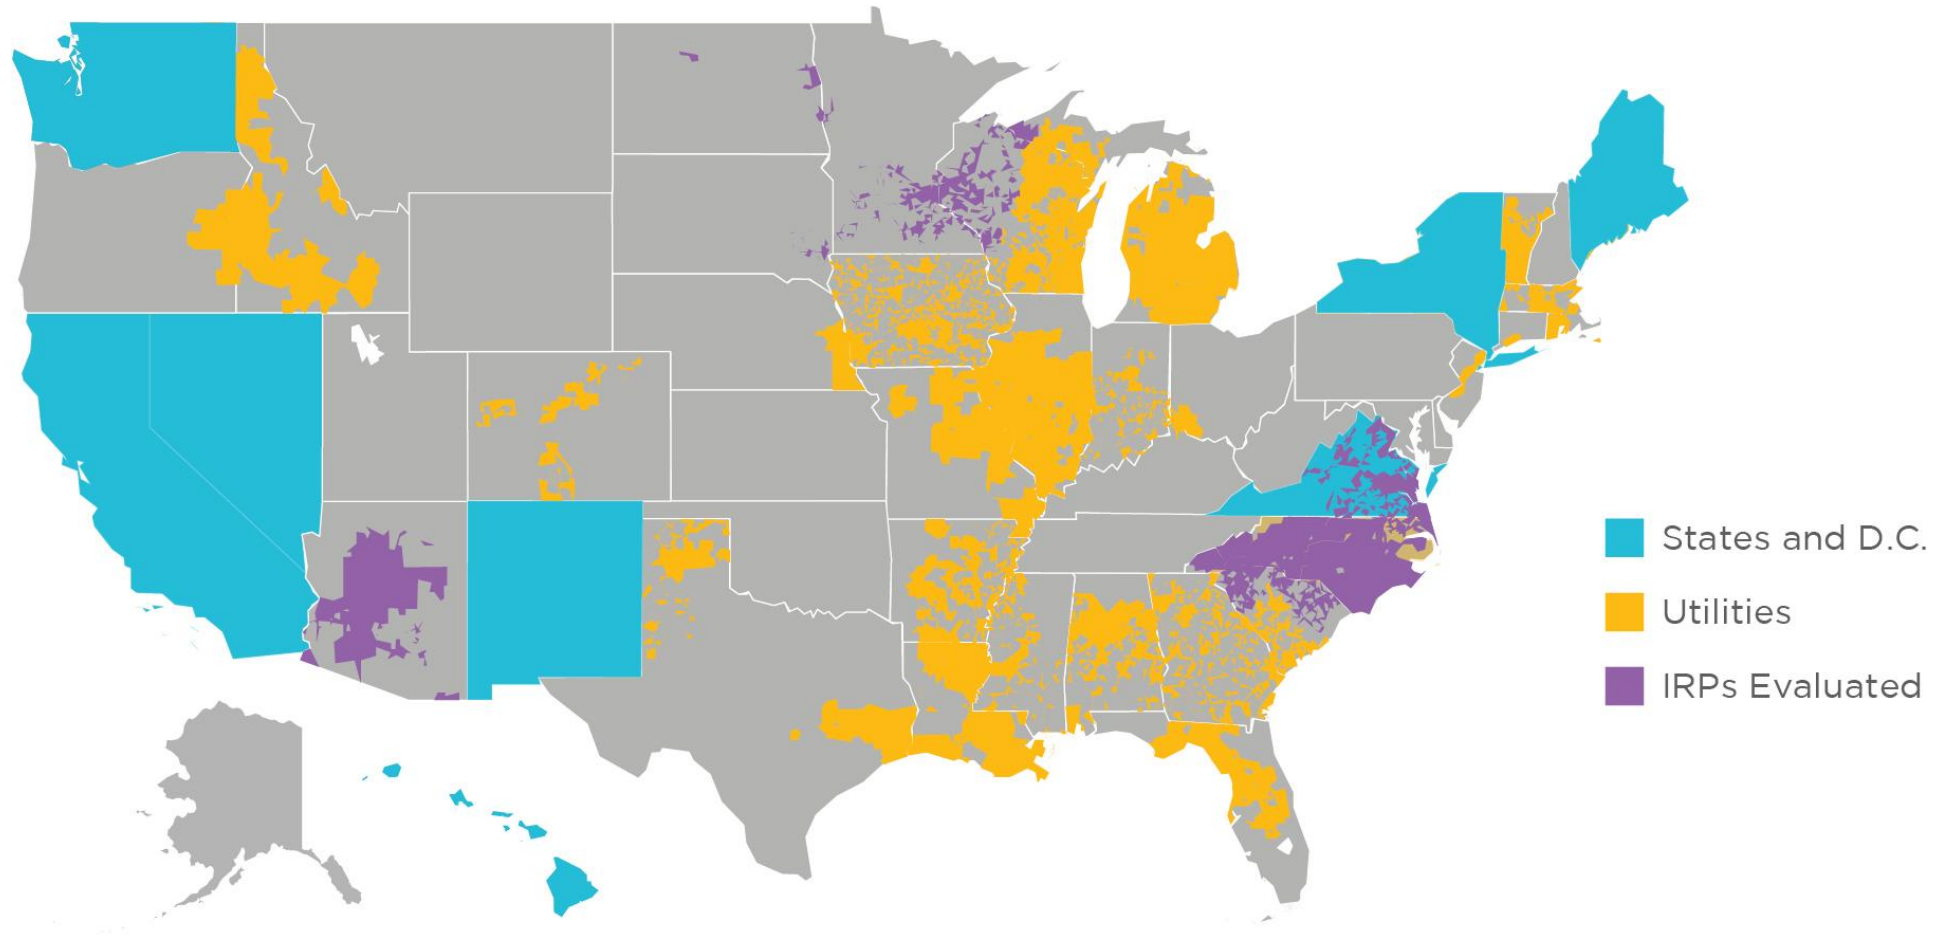 States and D.C.
Utilities
IRPs Evaluated